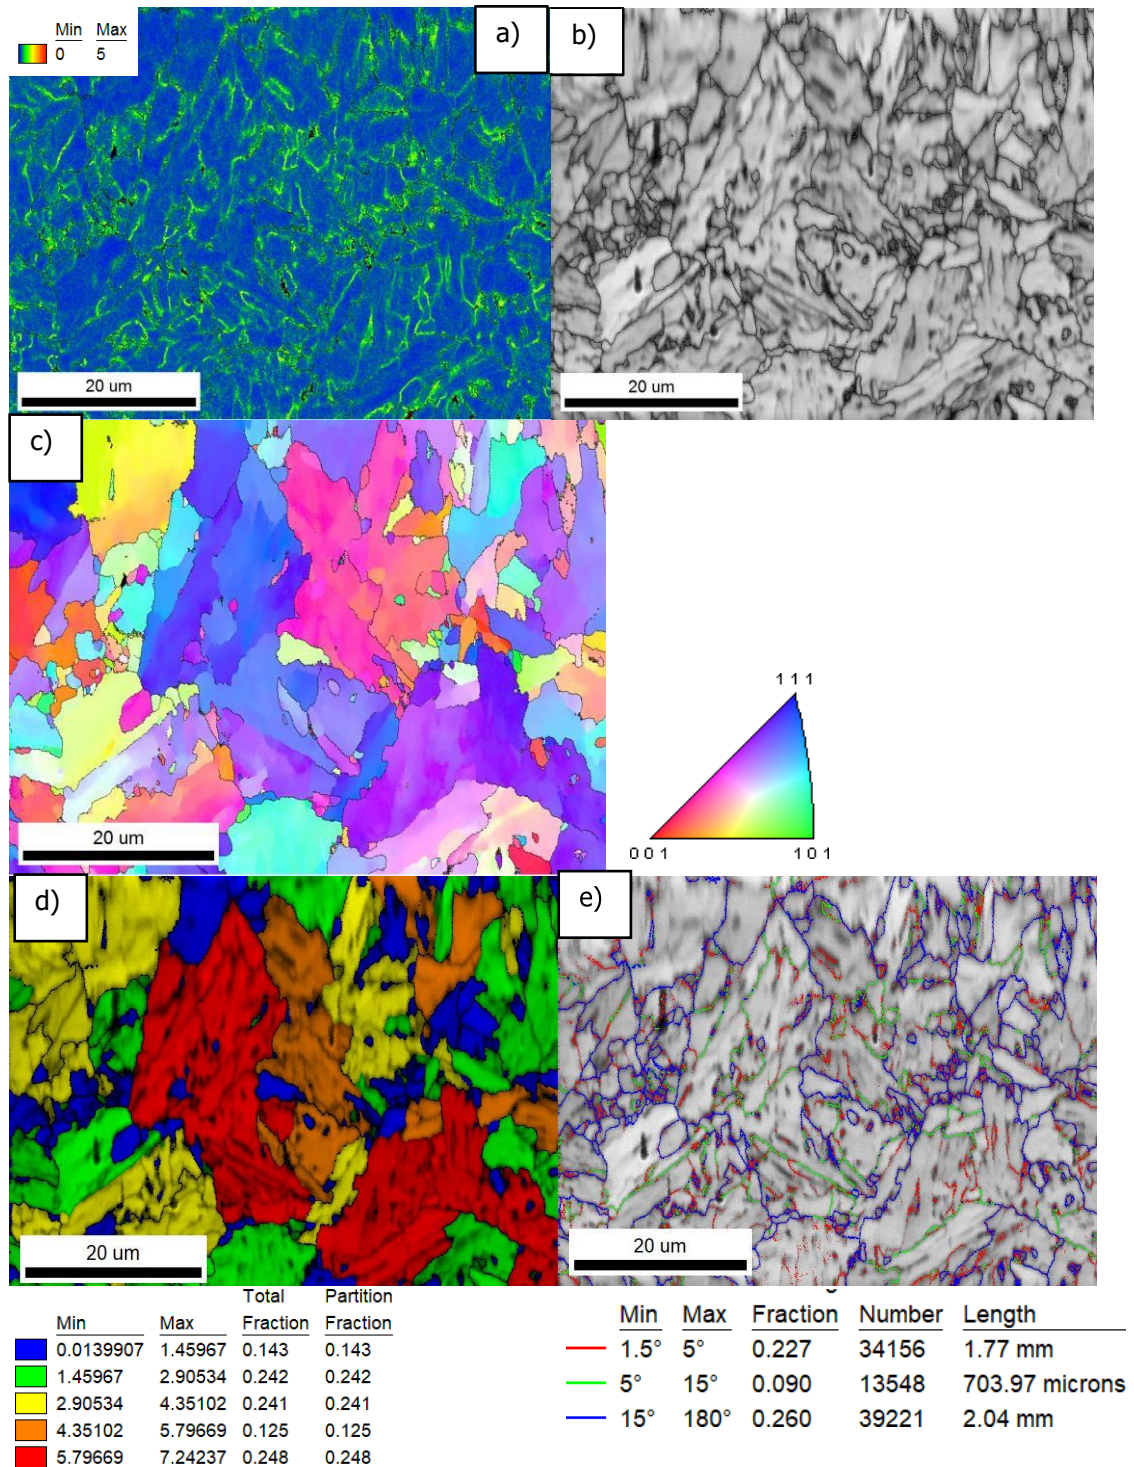 Min Max
0 5
a)
b)
20 um
20 um
c)
20 um
1 1 1
0 0 1
1 0 1
d)
e)
20 um
20 um
Total Partition
Min Max Fraction Fraction
0.0139907 1.45967 0.143 0.143
1.45967 2.90534 0.242 0.242
2.90534 4.35102 0.241 0.241
4.35102 5.79669 0.125 0.125
5.79669 7.24237 0.248 0.248
Min Max Fraction Number Length
1.5° 5° 0.227 34156 1.77 mm
5° 15° 0.090 13548 703.97 microns
15° 180° 0.260 39221 2.04 mm